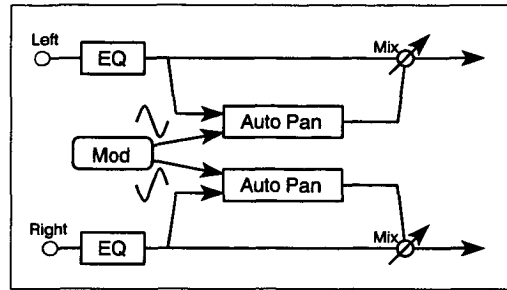 Left
EQ
Mix
Auto Pan
Mod
Auto Pan
Right
EQ
Mix